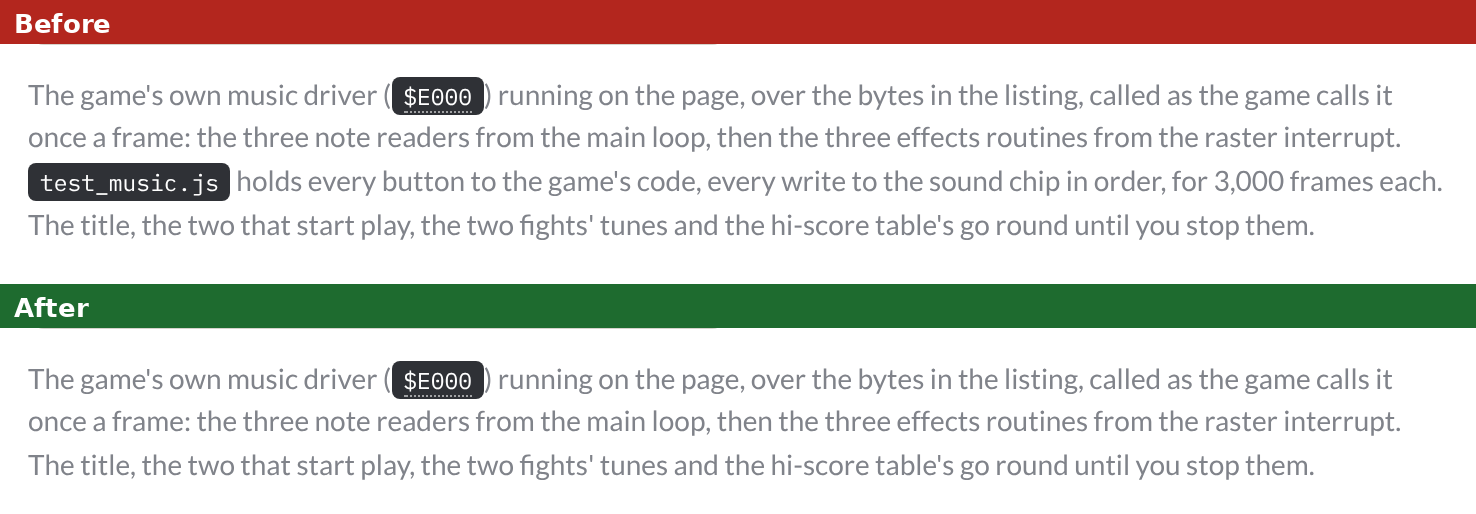 Before
The game's own music driver ($E000) running on the page, over the bytes in the listing, called as the game calls it
once a frame: the three note readers from the main loop, then the three effects routines from the raster interrupt.
test_music.js holds every button to the game's code, every write to the sound chip in order, for 3,000 frames each.
The title, the two that start play, the two fights' tunes and the hi-score table's go round until you stop them.
After
The game's own music driver ($E000) running on the page, over the bytes in the listing, called as the game calls it
once a frame: the three note readers from the main loop, then the three effects routines from the raster interrupt.
The title, the two that start play, the two fights' tunes and the hi-score table's go round until you stop them.